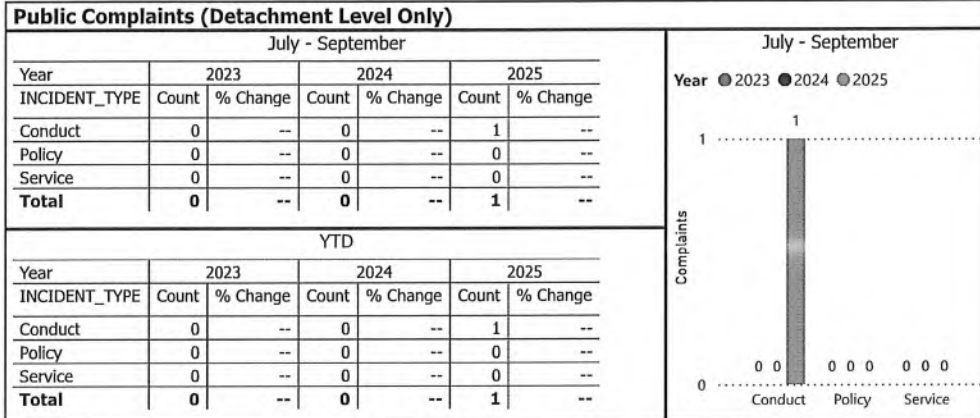 Public Complaints (Detachment Level Only)
July - September
Year 2023 2024 2025
INCIDENT_TYPE Count % Change Count % Change Count % Change
Conduct 0 -- 0 -- 1 --
Policy 0 -- 0 -- 0 --
Service 0 -- 0 -- 0 --
Total 0 -- 0 -- 1 --
YTD
Year 2023 2024 2025
INCIDENT_TYPE Count % Change Count % Change Count % Change
Conduct 0 -- 0 -- 1 --
Policy 0 -- 0 -- 0 --
Service 0 -- 0 -- 0 --
Total 0 -- 0 -- 1 --
July - September
Year 2023 2024 2025
1
1
Complaints
0 0 0 0 0 0 0 0
0
Conduct Policy Service